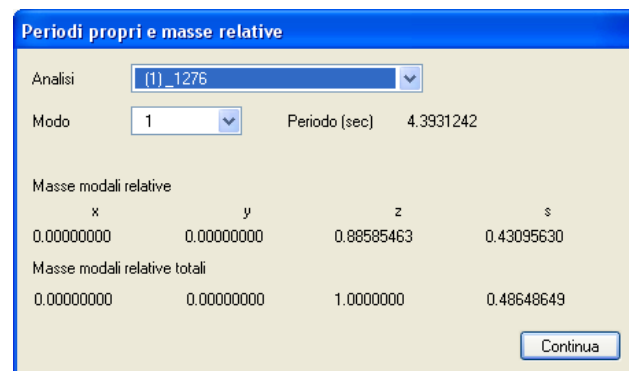 Periodi propri e masse relative
Analisi (1)_1276
Modo 1 Periodo (sec) 4.3931242
Masse modali relative
x y z s
0.00000000 0.00000000 0.88585463 0.43095630
Masse modali relative totali
0.00000000 0.00000000 1.0000000 0.48648649
Continua